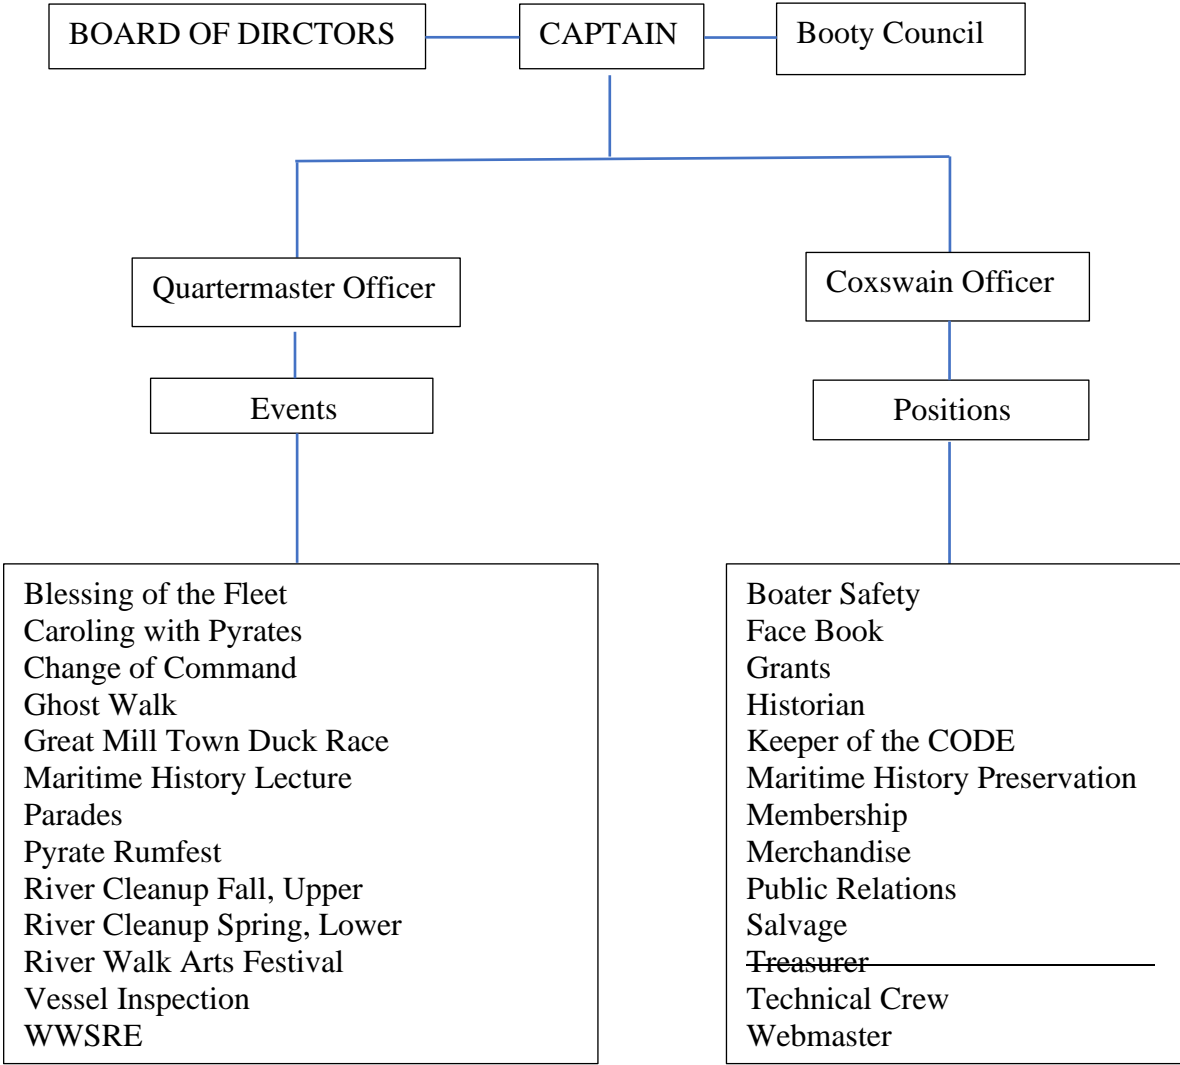 BOARD OF DIRCTORS
CAPTAIN
Booty Council
Quartermaster Officer
Coxswain Officer
Events
Positions
Blessing of the Fleet
Caroling with Pyrates
Change of Command
Ghost Walk
Great Mill Town Duck Race
Maritime History Lecture
Parades
Pyrate Rumfest
River Cleanup Fall, Upper
River Cleanup Spring, Lower
River Walk Arts Festival
Vessel Inspection
WWSRE
Boater Safety
Face Book
Grants
Historian
Keeper of the CODE
Maritime History Preservation
Membership
Merchandise
Public Relations
Salvage
Treasurer
Technical Crew
Webmaster